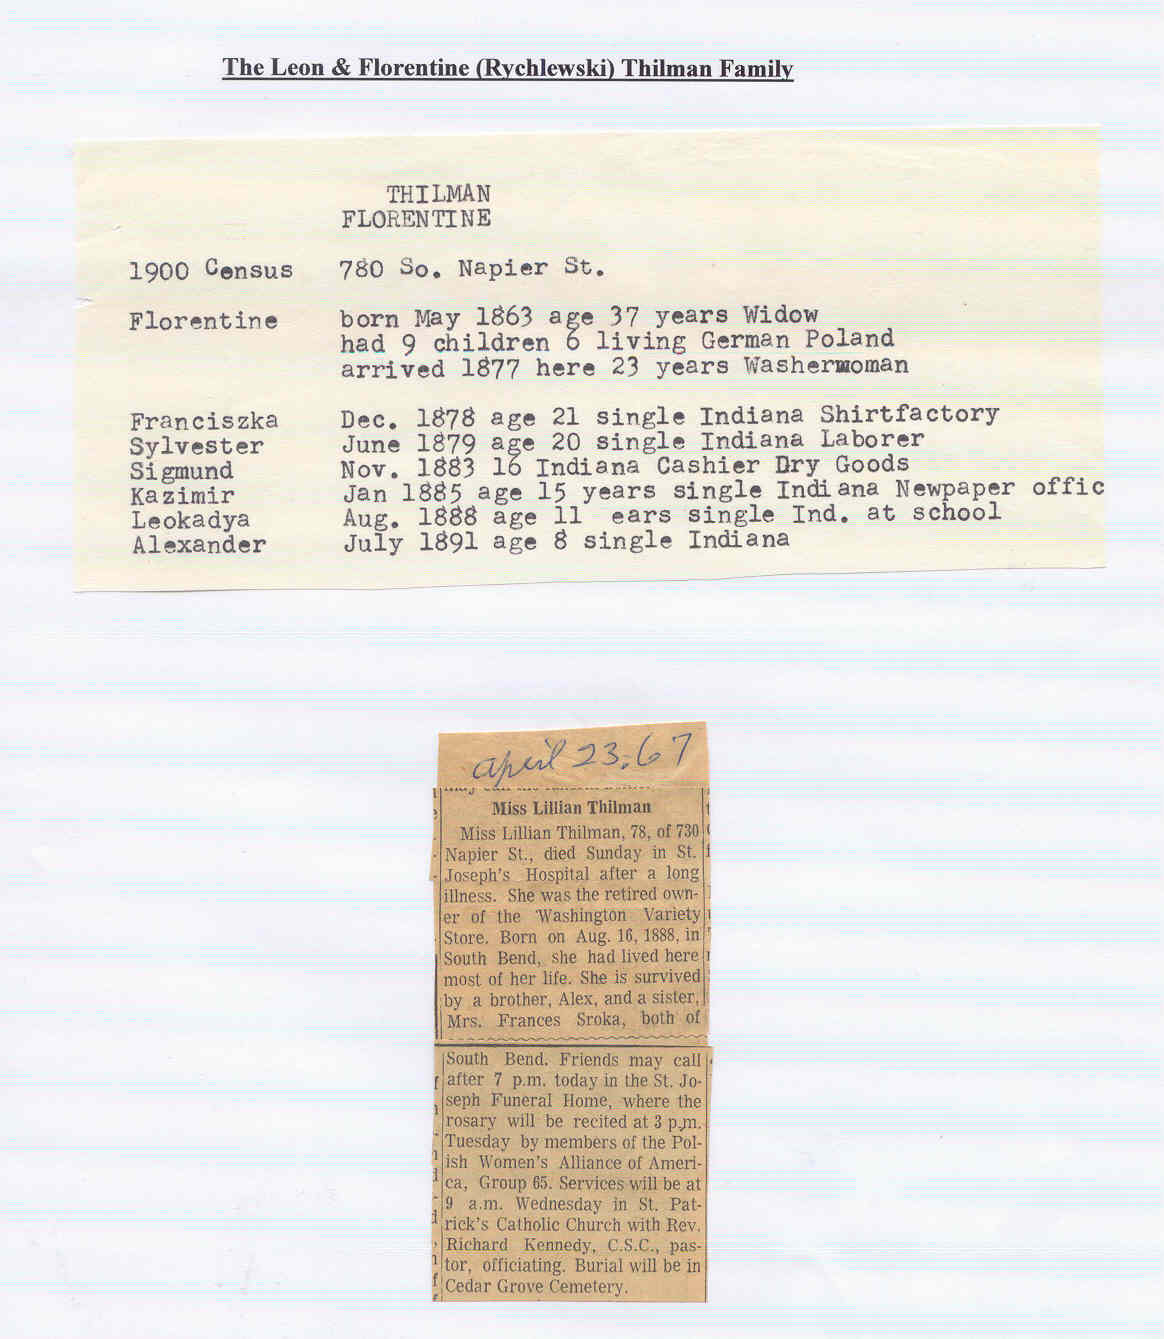 The Leon & Florentine (Rychlewski) Thilman Family
THILMAN
FLORENTINE
1900 Census 780 So. Napier St.
Florentine born May 1863 age 37 years Widow
had 9 children 6 living German Poland
arrived 1877 here 23 years Washerwoman
Franciszka Dec. 1878 age 21 single Indiana Shirtfactory
Sylvester June 1879 age 20 single Indiana Laborer
Sigmund Nov. 1883 16 Indiana Cashier Dry Goods
Kazimir Jan 1885 age 15 years single Indiana Newpaper offic
Leokadya Aug. 1888 age 11 ears single Ind. at school
Alexander July 1891 age 8 single Indiana
april 23, 67
Miss Lillian Thilman
Miss Lillian Thilman, 78, of 730
Napier St., died Sunday in St.
Joseph's Hospital after a long
illness. She was the retired own-
er of the Washington Variety
Store. Born on Aug. 16, 1888, in
South Bend, she had lived here
most of her life. She is survived
by a brother, Alex, and a sister,
Mrs. Frances Sroka, both of
South Bend. Friends may call
after 7 p.m. today in the St. Jo-
seph Funeral Home, where the
rosary will be recited at 3 p.m.
Tuesday by members of the Pol-
ish Women's Alliance of Ameri-
ca, Group 65. Services will be at
9 a.m. Wednesday in St. Pat-
rick's Catholic Church with Rev.
Richard Kennedy, C.S.C., pas-
tor, officiating. Burial will be in
Cedar Grove Cemetery.